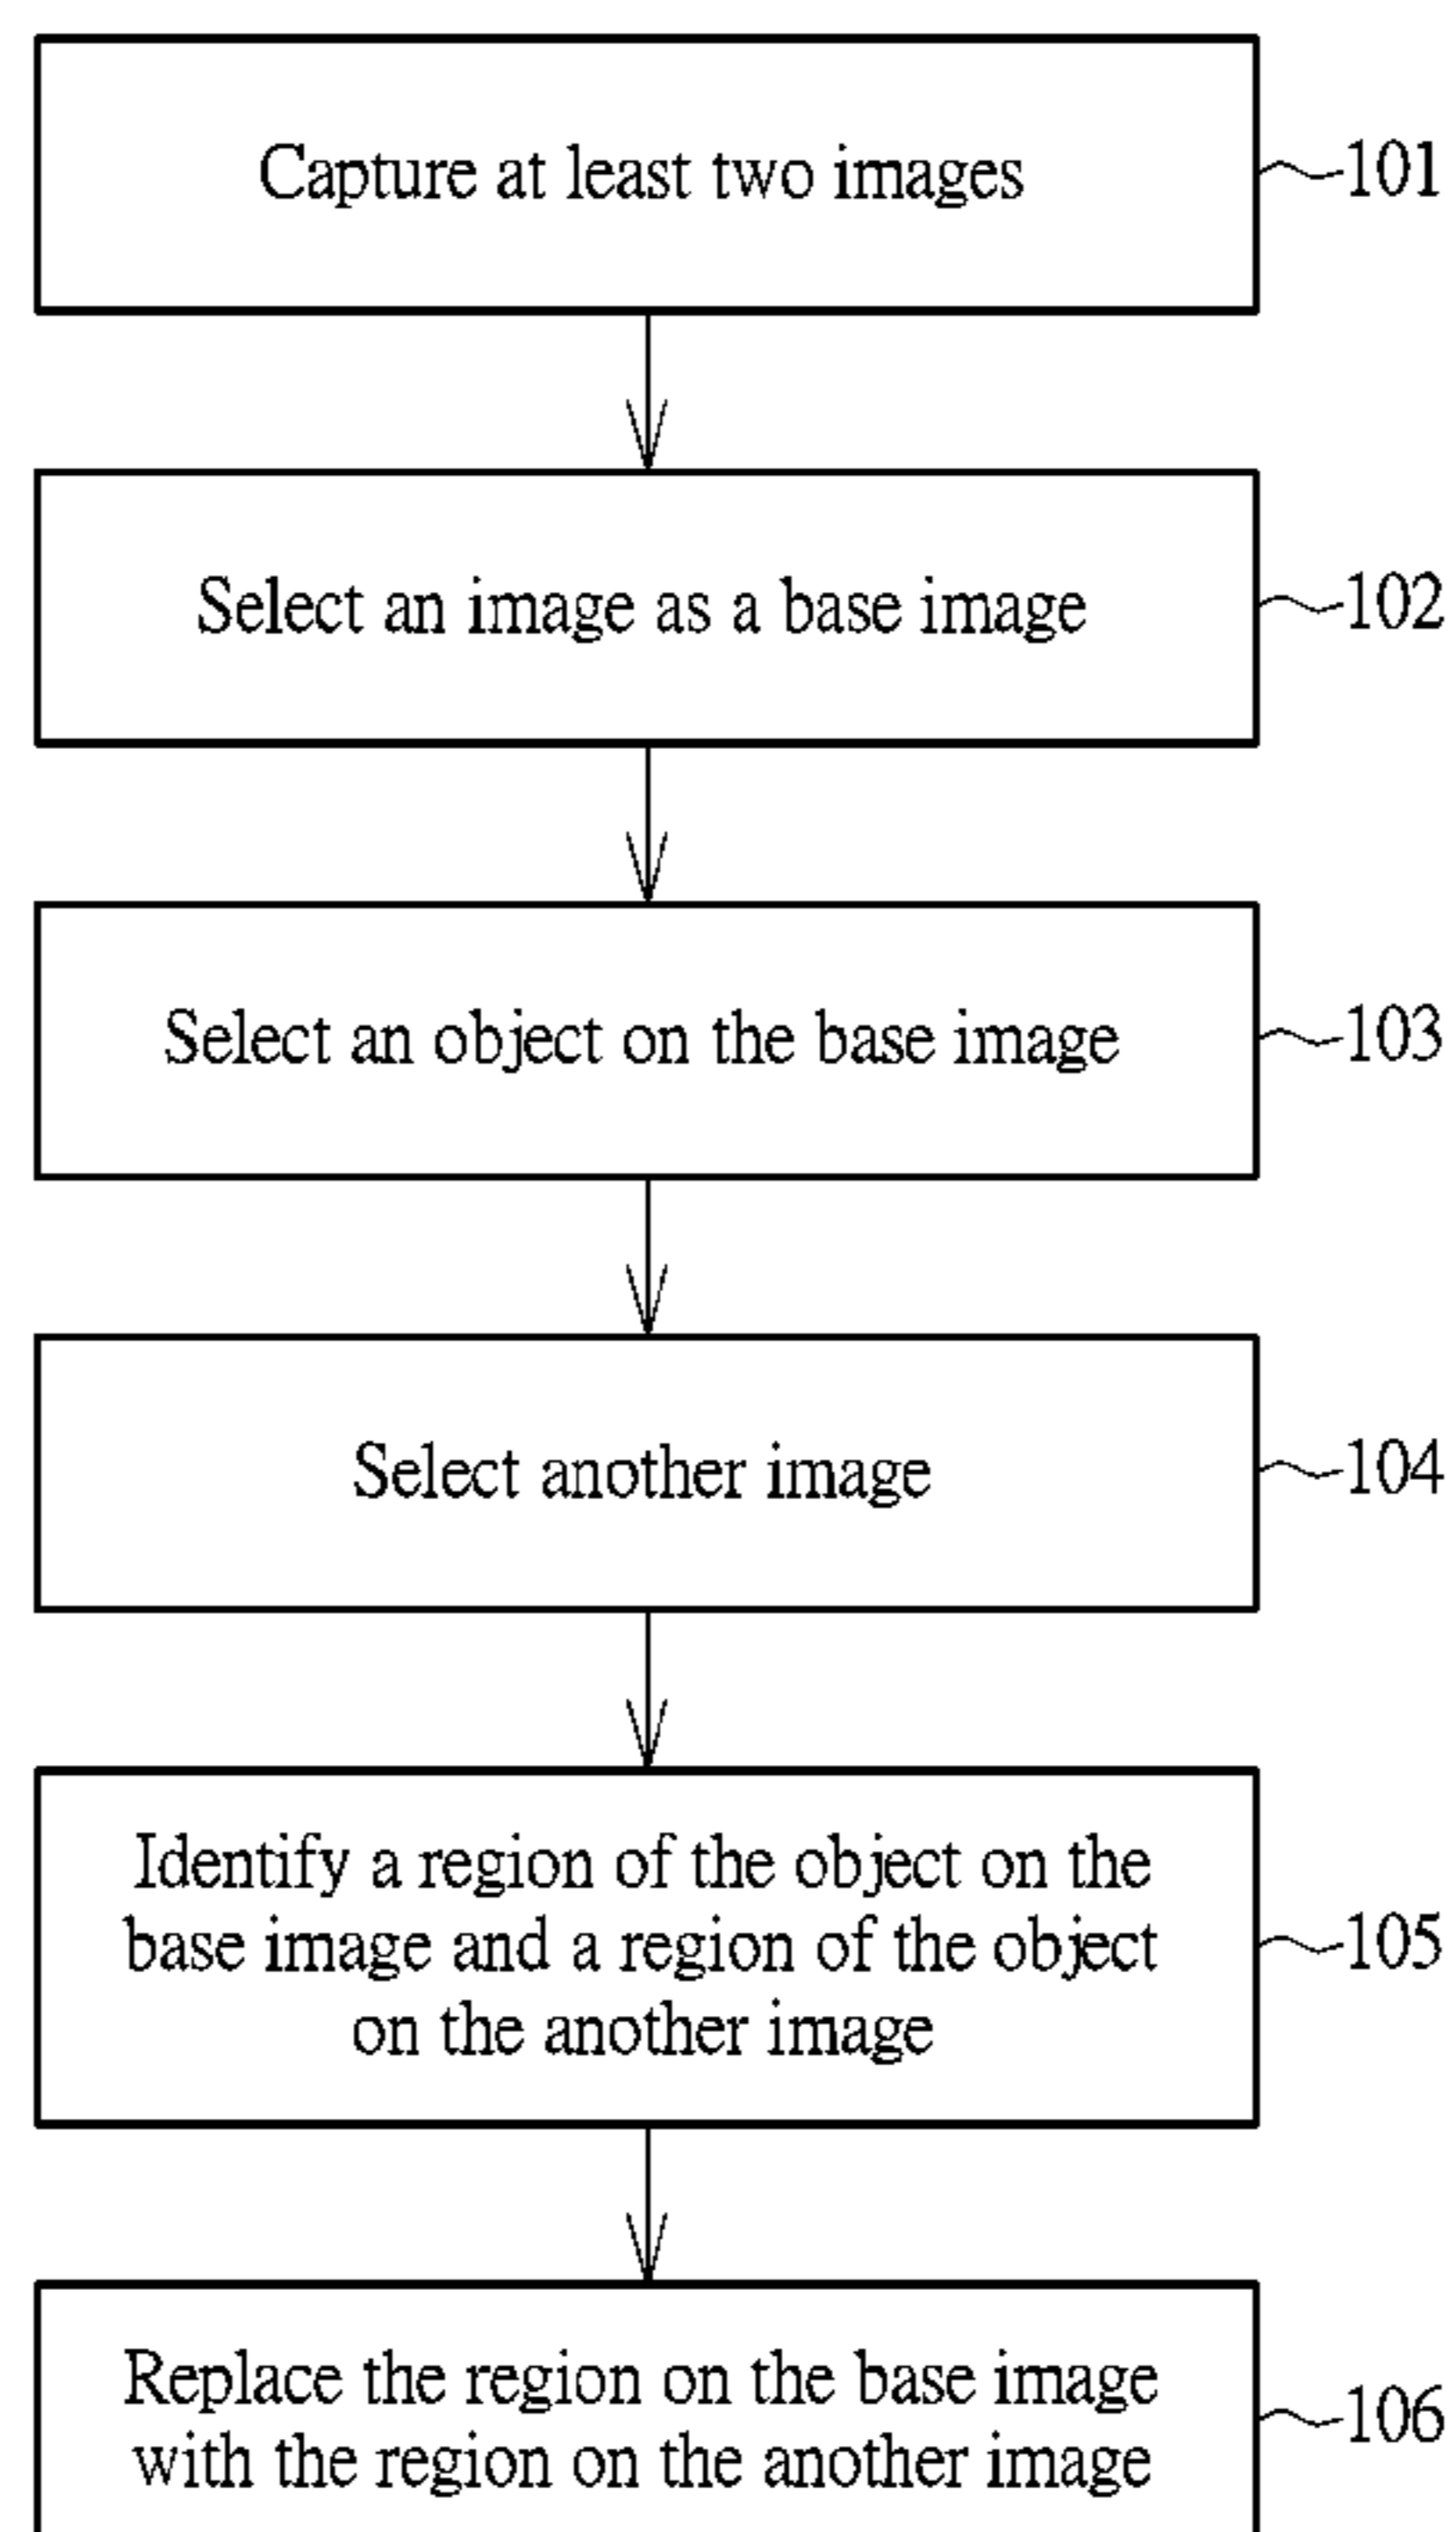 Capture at least two images
101
Select an image as a base image
102
Select an object on the base image
103
Select another image
104
Identify a region of the object on the
base image and a region of the object
on the another image
105
Replace the region on the base image
with the region on the another image
106